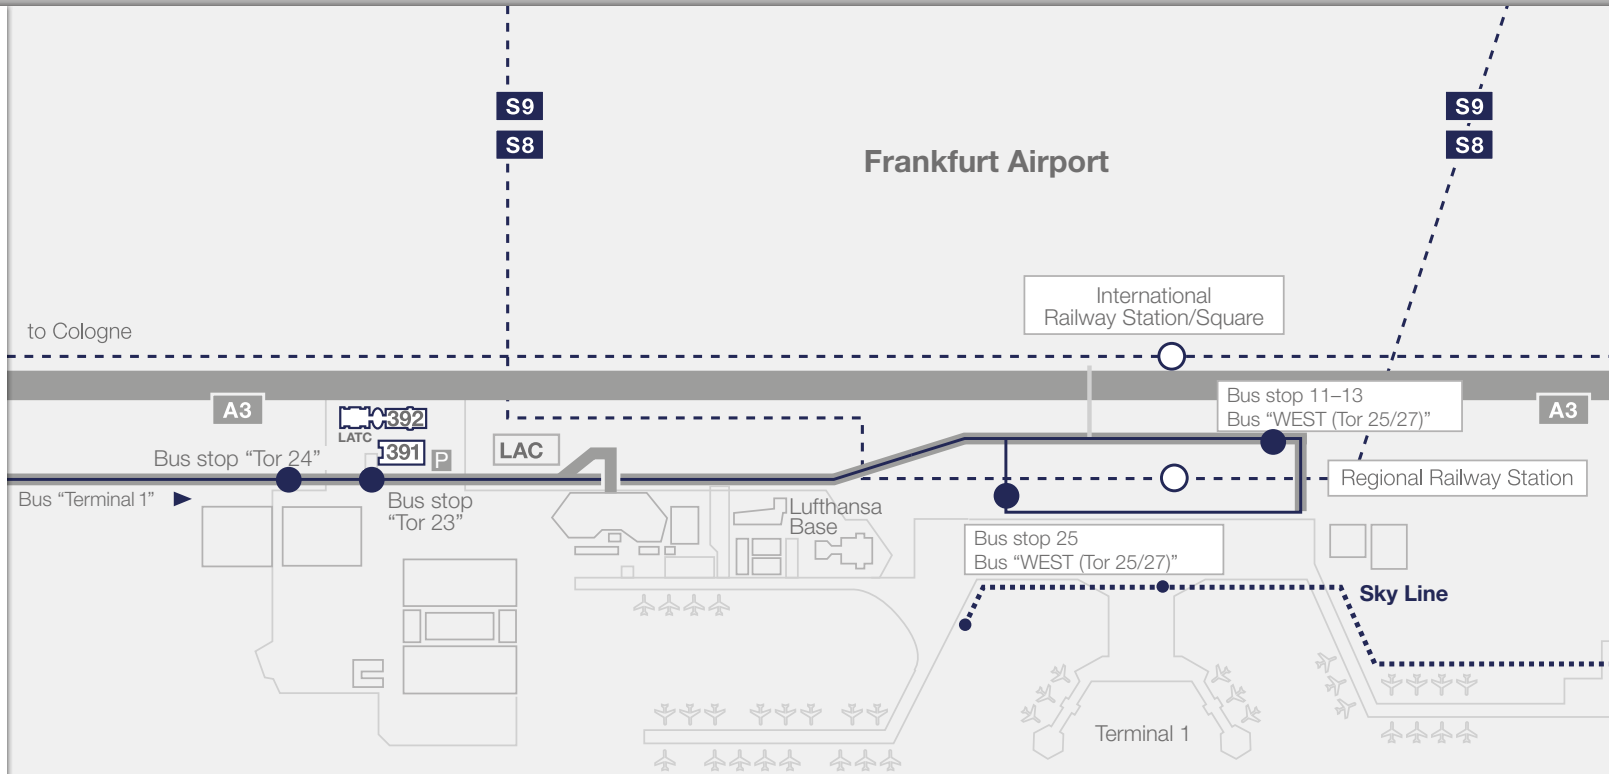 S9
S8
S9
S8
Frankfurt Airport
International
Railway Station/Square
to Cologne
A3
392
LATC
391
P
LAC
Bus stop 11–13
Bus “WEST (Tor 25/27)”
A3
Bus stop “Tor 24”
Bus “Terminal 1”
Bus stop
“Tor 23”
Regional Railway Station
Lufthansa
Base
Bus stop 25
Bus “WEST (Tor 25/27)”
Sky Line
Terminal 1